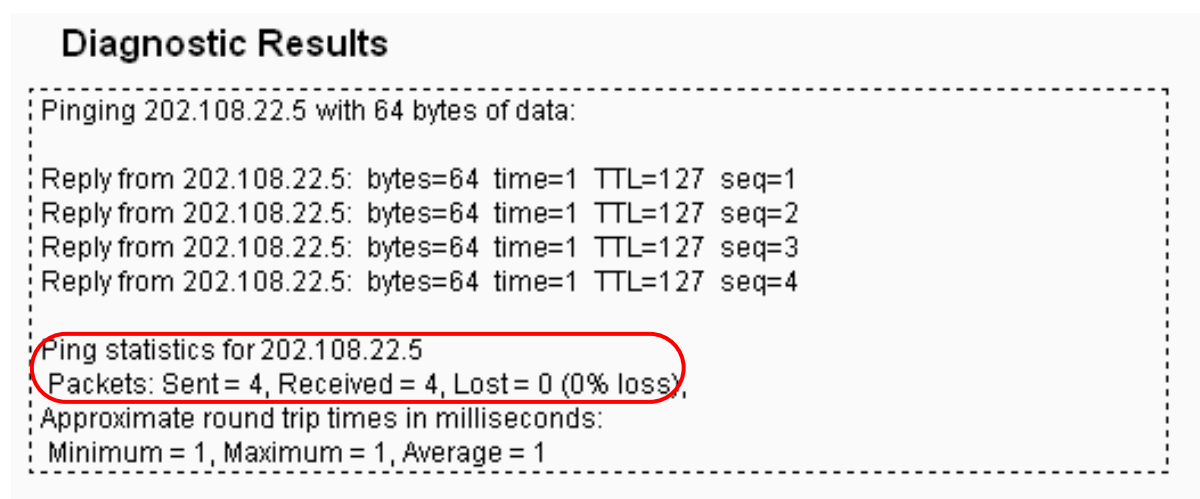 Diagnostic Results
Pinging 202.108.22.5 with 64 bytes of data:
Reply from 202.108.22.5: bytes=64 time=1 TTL=127 seq=1
Reply from 202.108.22.5: bytes=64 time=1 TTL=127 seq=2
Reply from 202.108.22.5: bytes=64 time=1 TTL=127 seq=3
Reply from 202.108.22.5: bytes=64 time=1 TTL=127 seq=4
Ping statistics for 202.108.22.5
Packets: Sent = 4, Received = 4, Lost = 0 (0% loss),
Approximate round trip times in milliseconds:
Minimum = 1, Maximum = 1, Average = 1